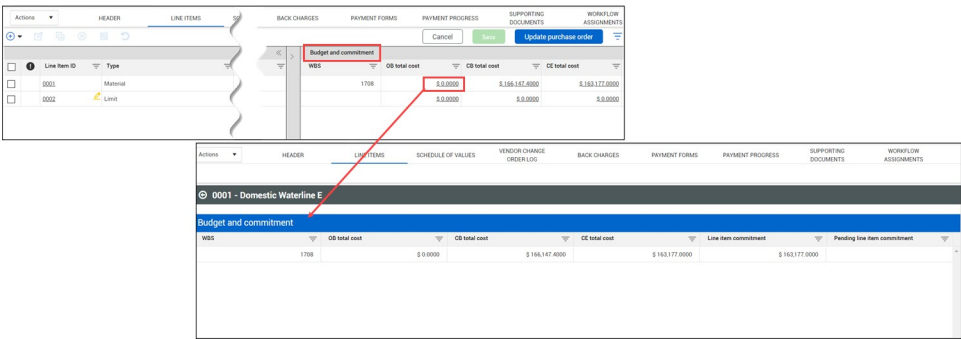 Actions HEADER LINE ITEMS BACK CHARGES PAYMENT FORMS PAYMENT PROGRESS SUPPORTING DOCUMENTS WORKFLOW ASSIGNMENTS
Cancel Save Update purchase order
Budget and commitment
Line Item ID Type WBS OB total cost CB total cost CE total cost
0001 Material 1708 $ 0.0000 $ 166,147.4000 $ 163,177.0000
0002 Limit $ 0.0000 $ 0.0000 $ 0.0000
Actions HEADER LINE ITEMS SCHEDULE OF VALUES VENDOR CHANGE ORDER LOG BACK CHARGES PAYMENT FORMS PAYMENT PROGRESS SUPPORTING DOCUMENTS WORKFLOW ASSIGNMENTS
0001 - Domestic Waterline E
Budget and commitment
WBS OB total cost CB total cost CE total cost Line item commitment Pending line item commitment
1708 $ 0.0000 $ 166,147.4000 $ 163,177.0000 $ 163,177.0000